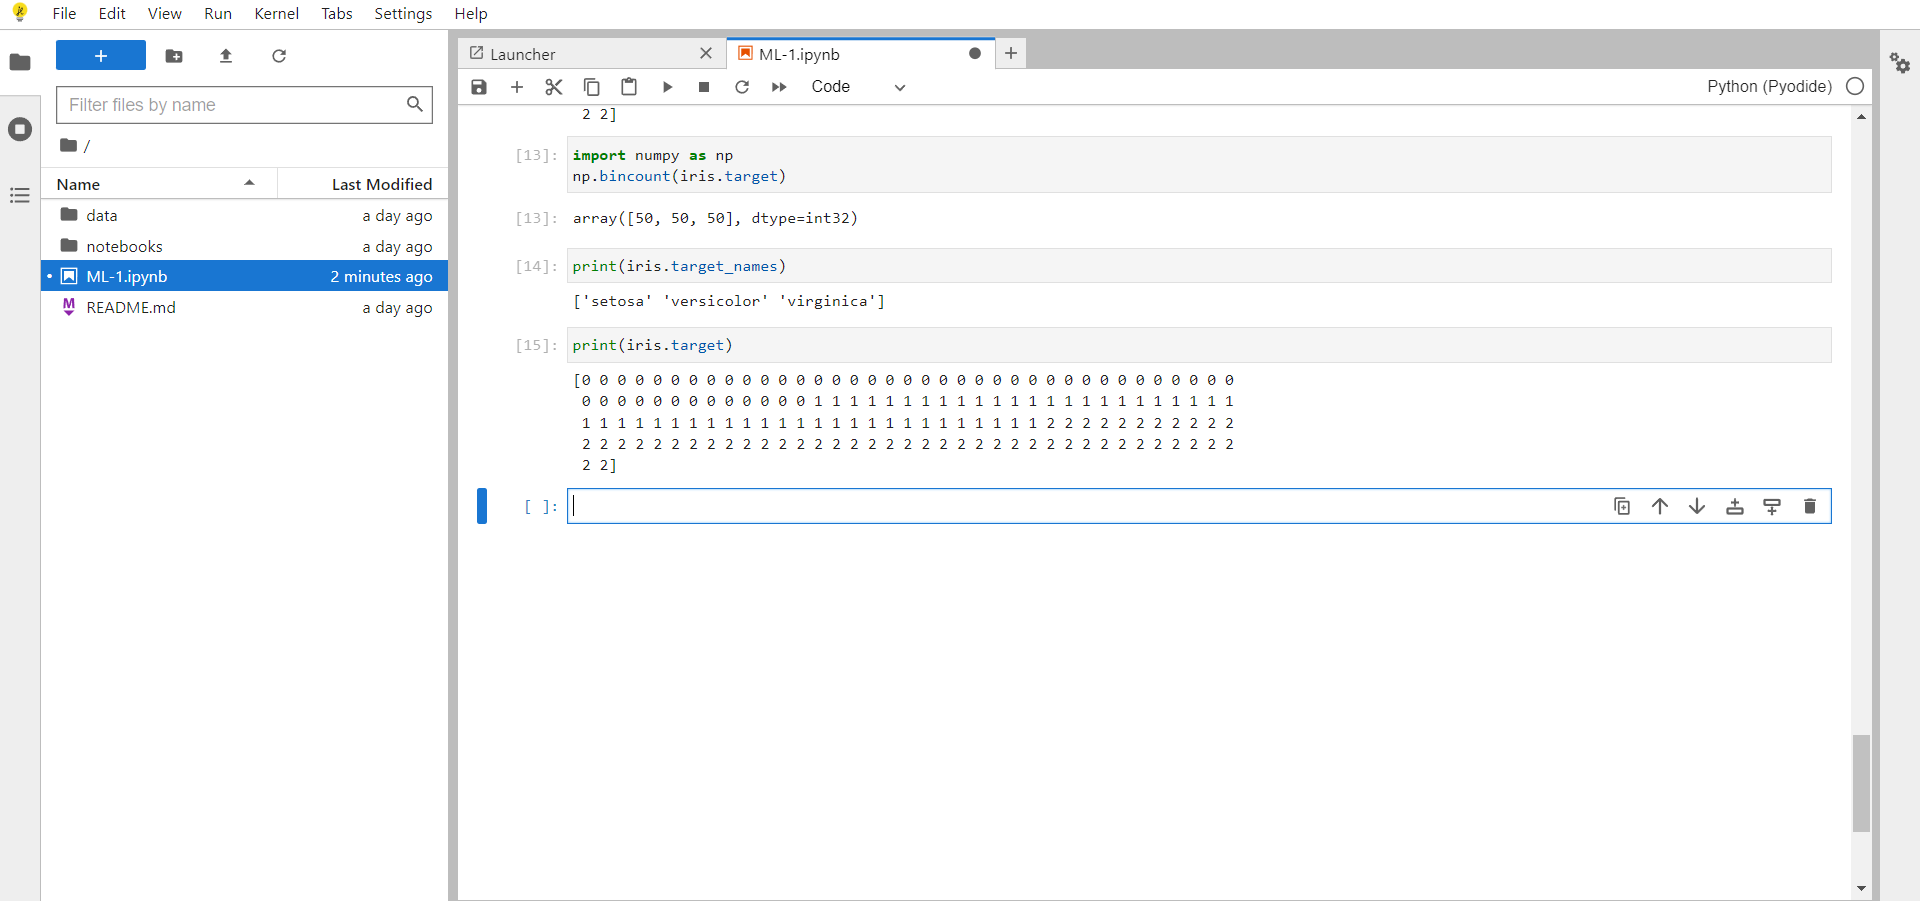 File Edit View Run Kernel Tabs Settings Help
+
Filter files by name
/
Name Last Modified
data a day ago
notebooks a day ago
ML-1.ipynb 2 minutes ago
README.md a day ago
Launcher
ML-1.ipynb
Code
Python (Pyodide)
2 2]
[13]: import numpy as np
np.bincount(iris.target)
[13]: array([50, 50, 50], dtype=int32)
[14]: print(iris.target_names)
['setosa' 'versicolor' 'virginica']
[15]: print(iris.target)
[0 0 0 0 0 0 0 0 0 0 0 0 0 0 0 0 0 0 0 0 0 0 0 0 0 0 0 0 0 0 0 0 0 0 0 0 0
0 0 0 0 0 0 0 0 0 0 0 0 0 1 1 1 1 1 1 1 1 1 1 1 1 1 1 1 1 1 1 1 1 1 1 1 1
1 1 1 1 1 1 1 1 1 1 1 1 1 1 1 1 1 1 1 1 1 1 1 1 1 1 2 2 2 2 2 2 2 2 2 2 2
2 2 2 2 2 2 2 2 2 2 2 2 2 2 2 2 2 2 2 2 2 2 2 2 2 2 2 2 2 2 2 2 2 2 2 2 2
2 2]
[ ]: